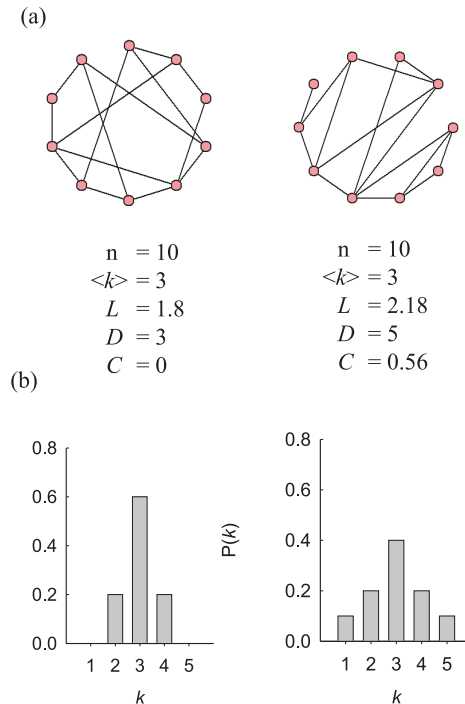 (a)
n = 10
<k> = 3
L = 1.8
D = 3
C = 0
n = 10
<k> = 3
L = 2.18
D = 5
C = 0.56
(b)
0.8
0.6
0.4
0.2
0.0
1 2 3 4 5
k
P(k)
0.8
0.6
0.4
0.2
0.0
1 2 3 4 5
k